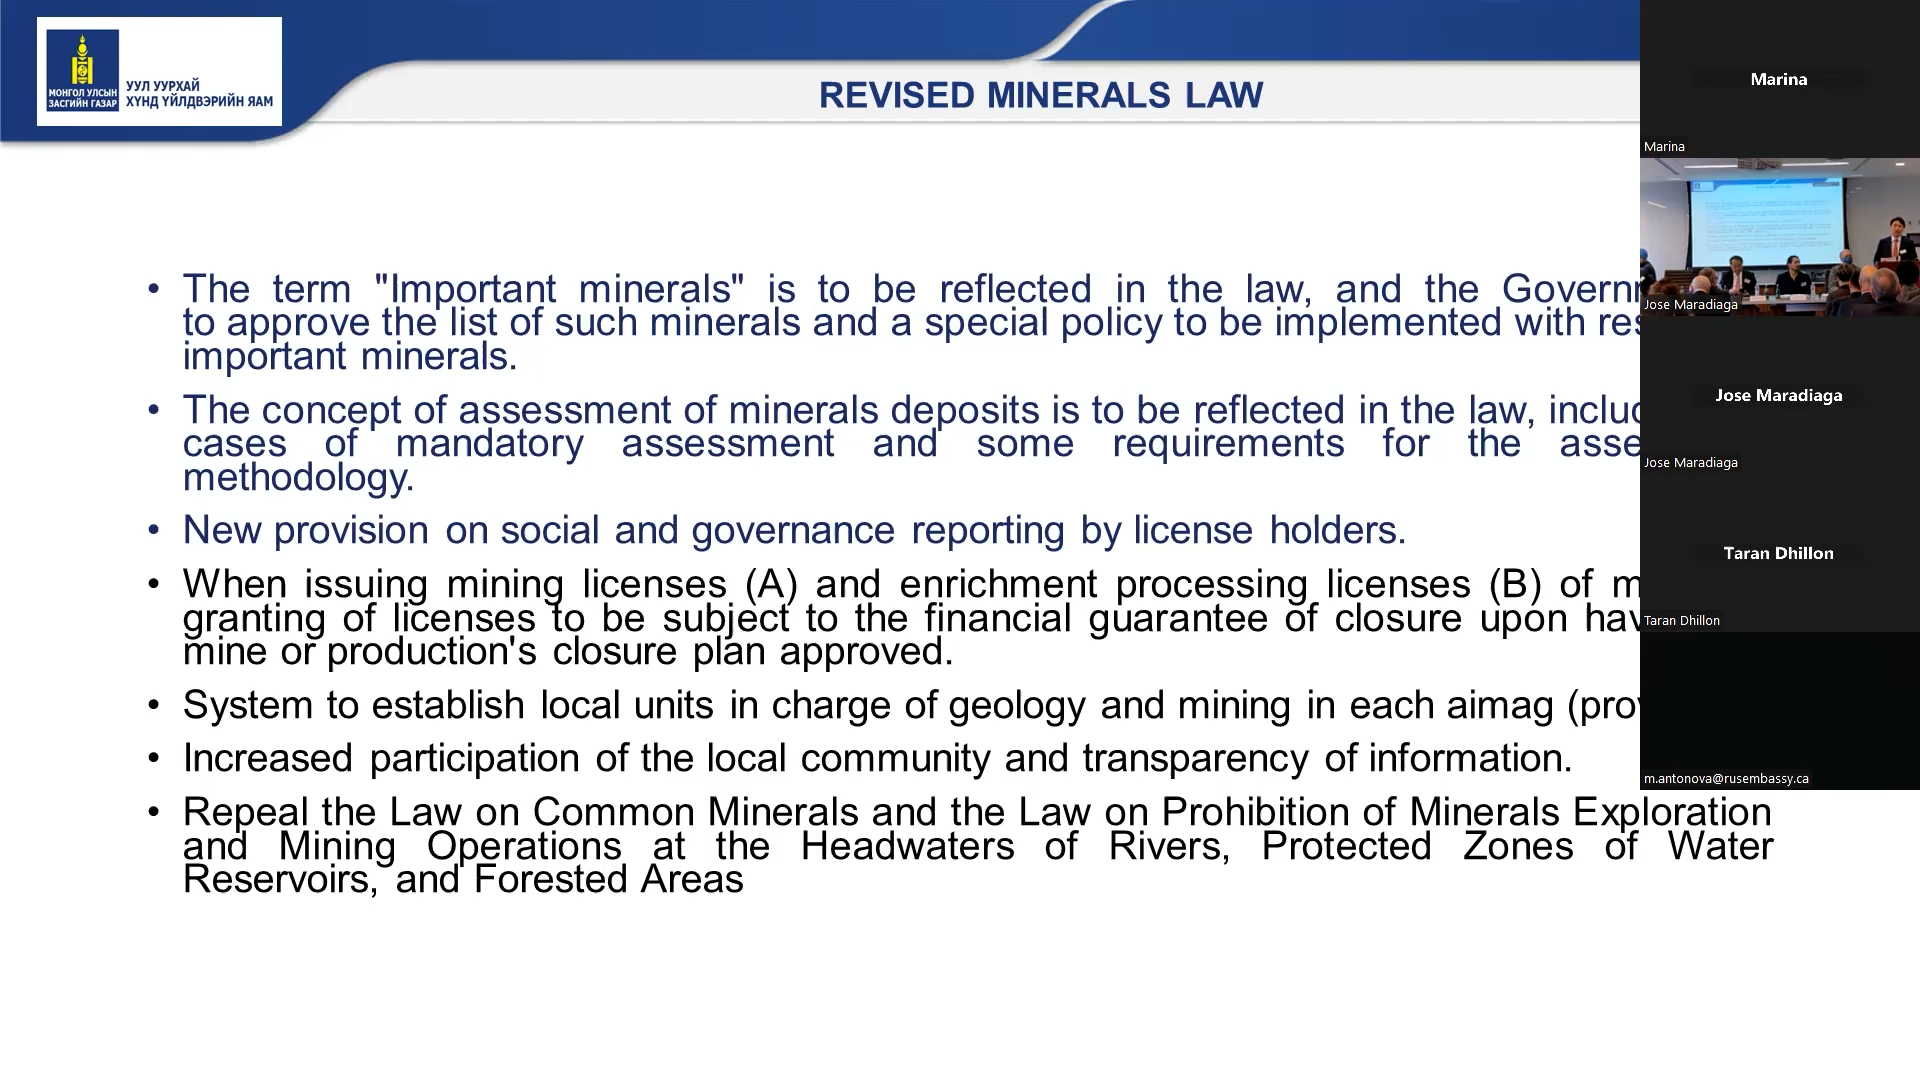 МОНГОЛ УЛСЫН
ЗАСГИЙН ГАЗАР
УУЛ УУРХАЙ
ХҮНД ҮЙЛДВЭРИЙН ЯАМ
REVISED MINERALS LAW
• The term "Important minerals" is to be reflected in the law, and the
to approve the list of such minerals and a special policy to be implemented with
important minerals.
• The concept of assessment of minerals deposits is to be reflected in the law,
cases of mandatory assessment and some requirements for the
methodology.
• New provision on social and governance reporting by license holders.
• When issuing mining licenses (A) and enrichment processing licenses (B) of
granting of licenses to be subject to the financial guarantee of closure upon
mine or production's closure plan approved.
• System to establish local units in charge of geology and mining in each aimag
• Increased participation of the local community and transparency of information.
• Repeal the Law on Common Minerals and the Law on Prohibition of Minerals Exploration
and Mining Operations at the Headwaters of Rivers, Protected Zones of Water
Reservoirs, and Forested Areas
Marina
Marina
Jose Maradiaga
Jose Maradiaga
Jose Maradiaga
Taran Dhillon
Taran Dhillon
m.antonova@rusembassy.ca